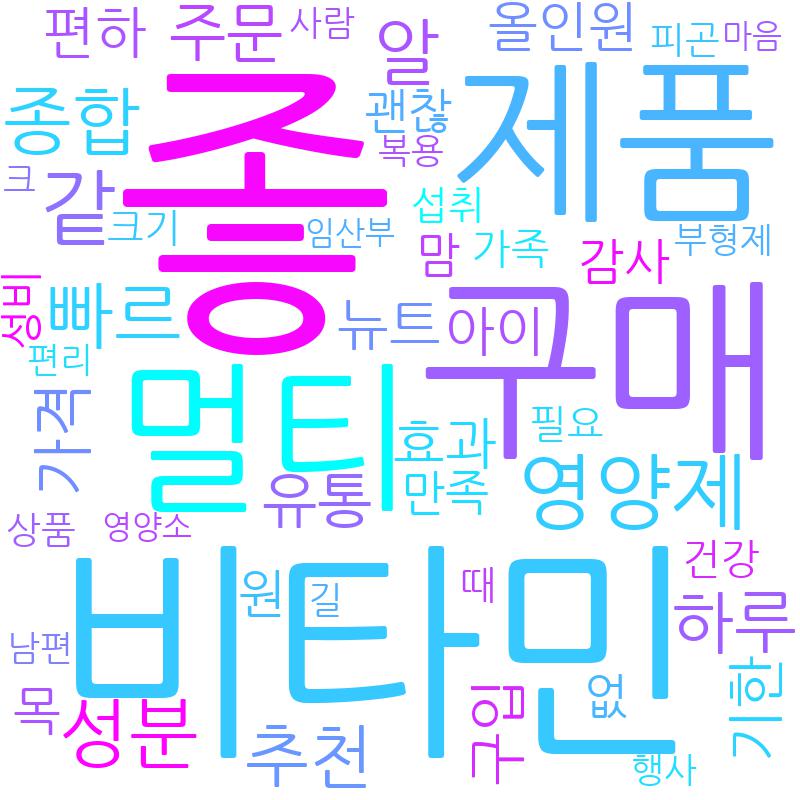 편하
주문
사람
알
올인원
피곤
마음
종합
좋
괜찮
제품
복용
크
같
크기
임산부
섭취
맘
가족
감사
부형제
성비
빠르
뉴트
아이
구매
편리
멀티
가격
효과
필요
유통
만족
영양제
상품
영양소
비타민
원
길
때
건강
하루
남편
목
성분
추천
구입
없
기한
행사